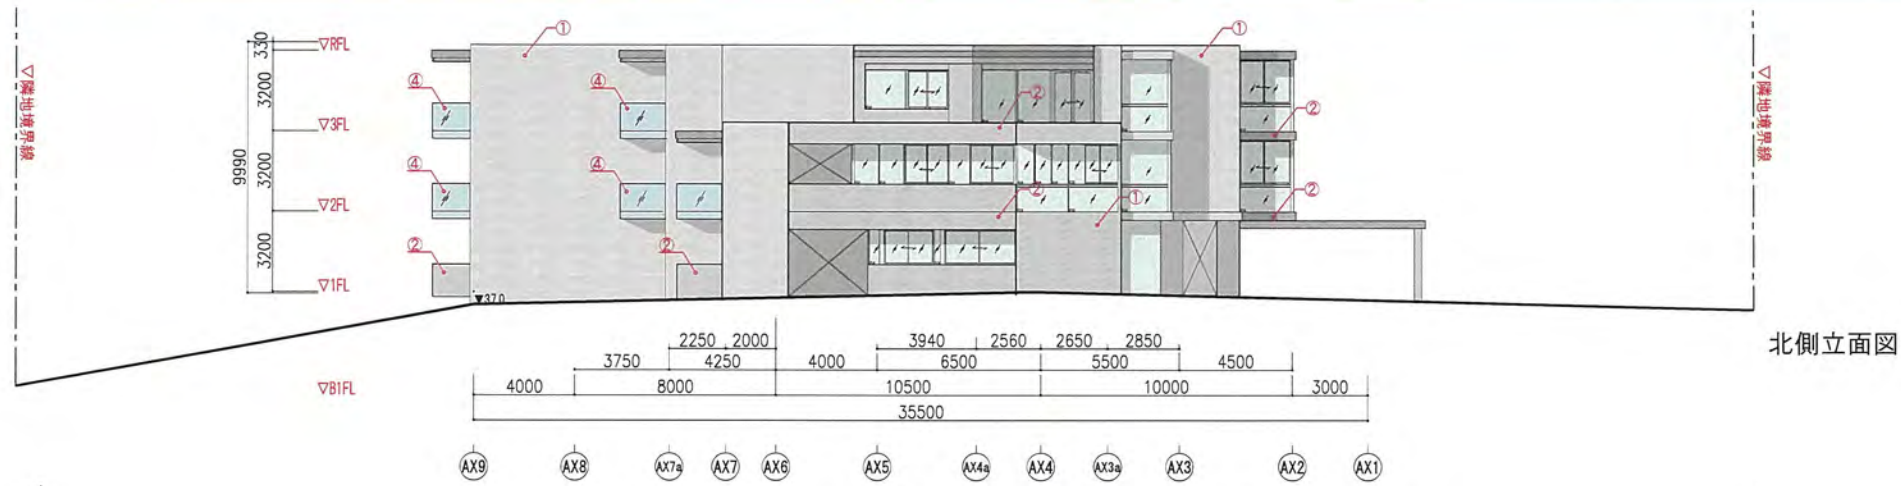 ① ①
330
▽RFL
▽隣地境界線
▽隣地境界線
3200
④ ④
② ②
▽3FL
9990
3200
④ ④
② ②
①
▽2FL
3200
② ②
▽1FL
▼370
2250 2000 3940 2560 2650 2850
3750 4250 4000 6500 5500 4500
北側立面図
▽B1FL
4000 8000 10500 10000 3000
35500
AX9 AX8 AX7a AX7 AX6 AX5 AX4a AX4 AX3a AX3 AX2 AX1